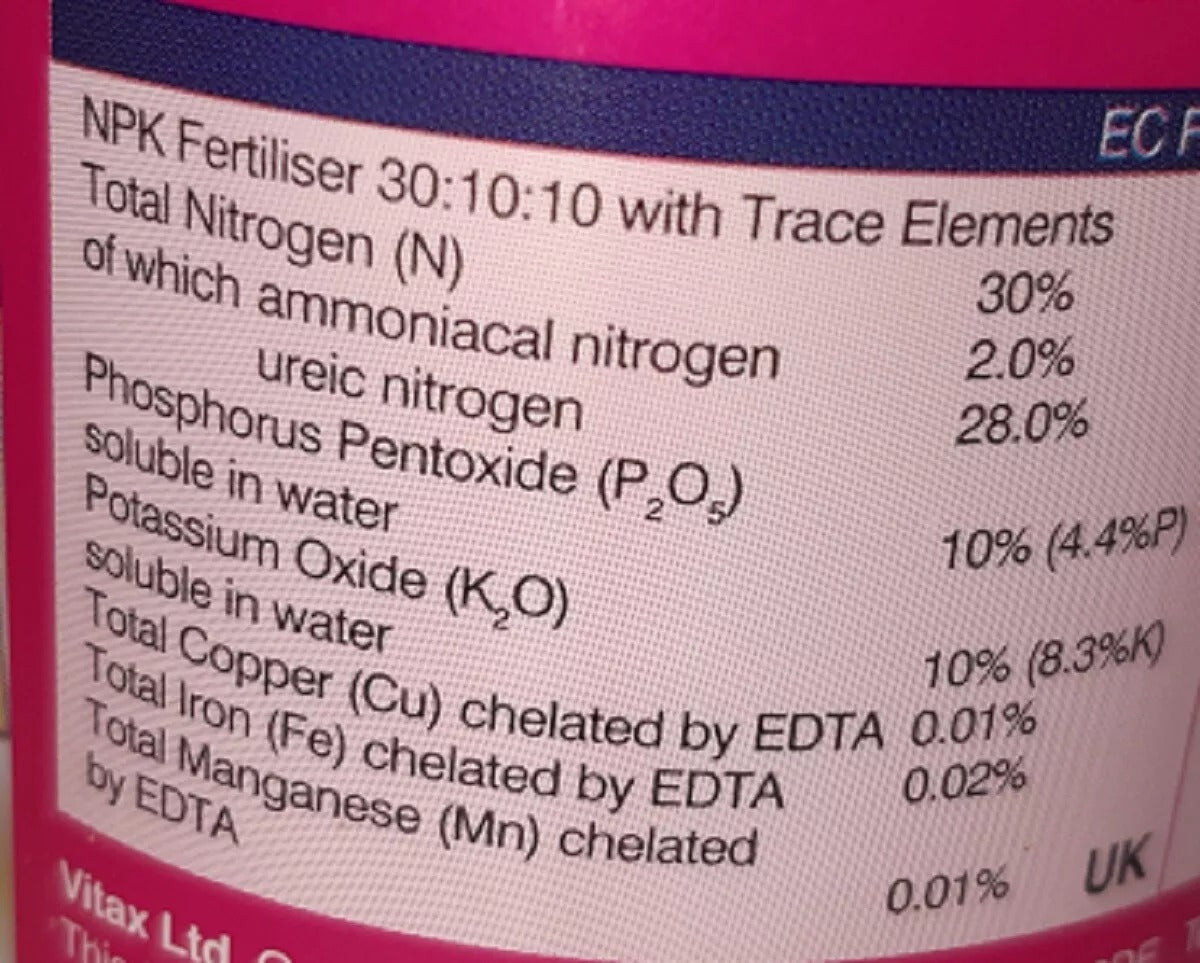 EC F
NPK Fertiliser 30:10:10 with Trace Elements
Total Nitrogen (N) 30%
of which ammoniacal nitrogen 2.0%
ureic nitrogen 28.0%
Phosphorus Pentoxide (P₂O₅)
soluble in water 10% (4.4%P)
Potassium Oxide (K₂O)
soluble in water 10% (8.3%K)
Total Copper (Cu) chelated by EDTA 0.01%
Total Iron (Fe) chelated by EDTA 0.02%
Total Manganese (Mn) chelated
by EDTA 0.01%
UK
Vitax Ltd